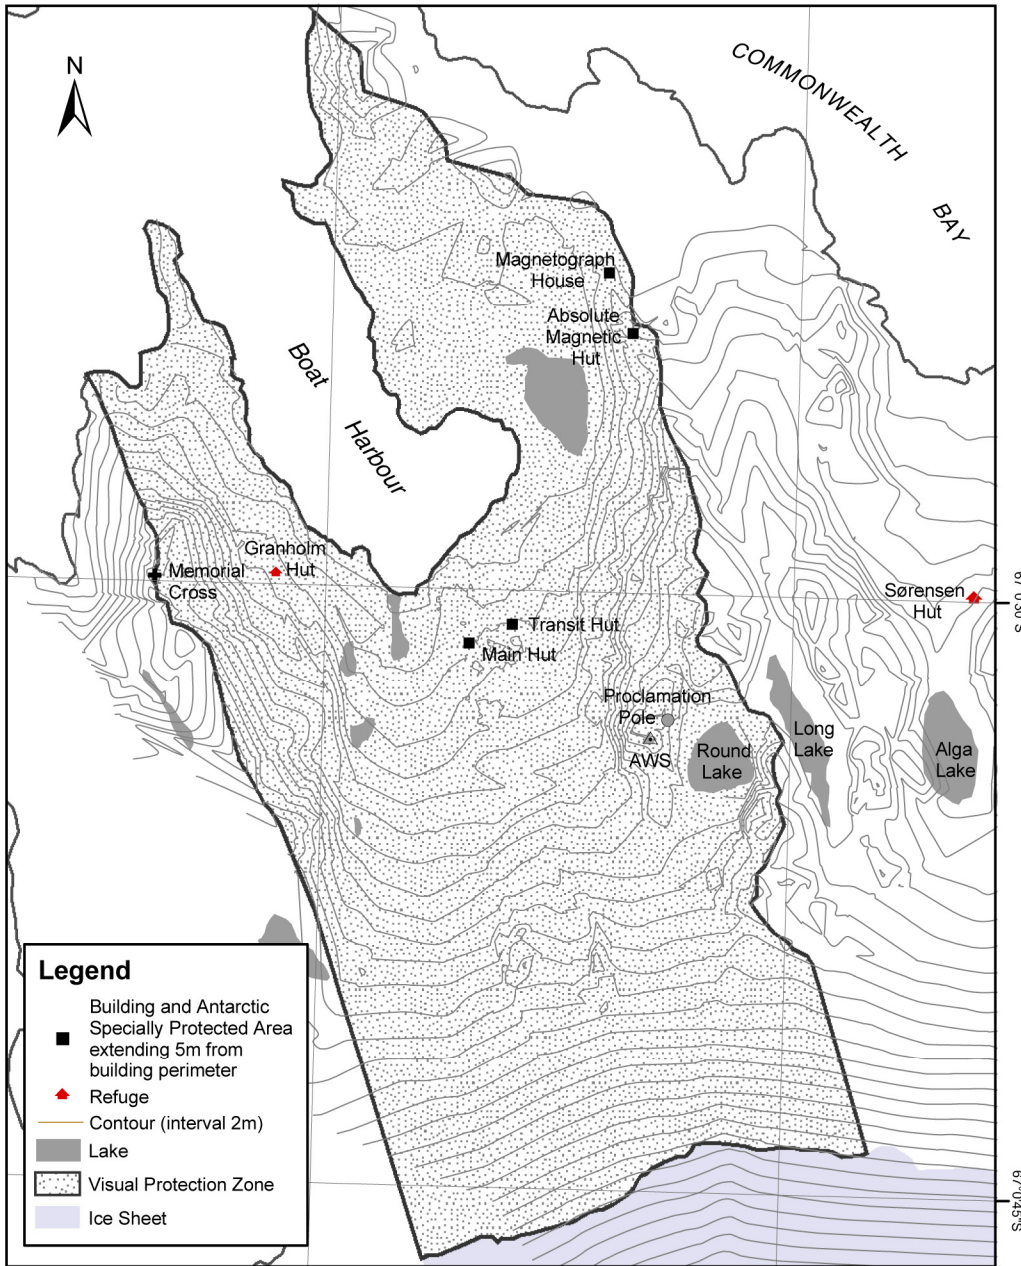 N
COMMONWEALTH
BAY
Magnetograph
House
Absolute
Magnetic
Hut
Boat
Harbour
Granholm
Hut
Memorial
Cross
Sørensen
Hut
Transit Hut
Main Hut
Proclamation
Pole
AWS
Round
Lake
Long
Lake
Alga
Lake
Legend
Building and Antarctic
Specially Protected Area
extending 5m from
building perimeter
Refuge
Contour (interval 2m)
Lake
Visual Protection Zone
Ice Sheet